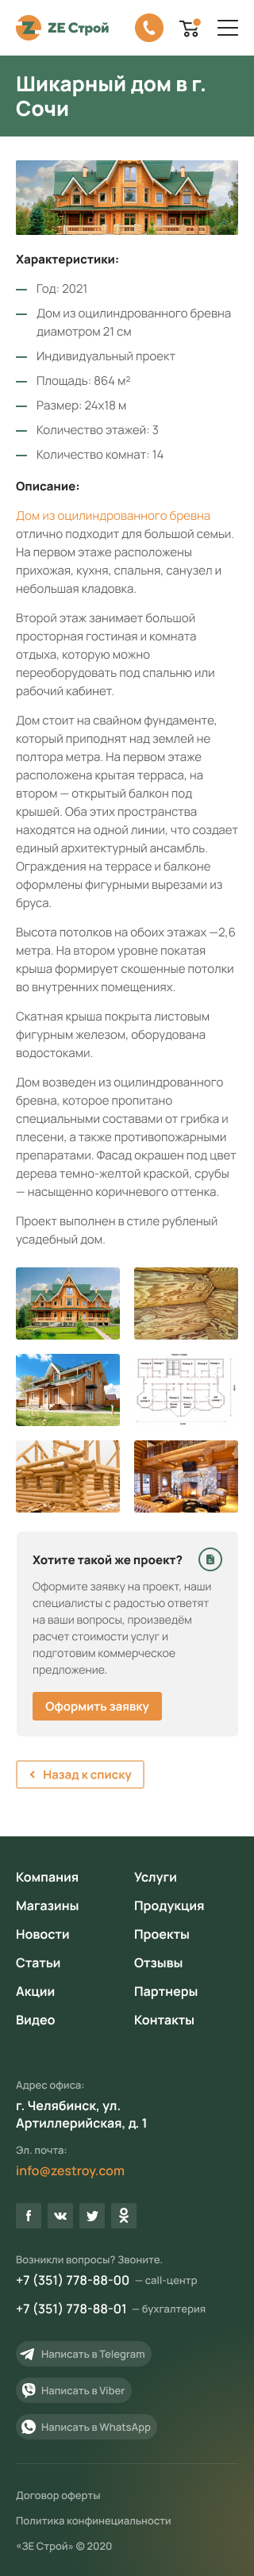 ZE Строй
Шикарный дом в г.
Сочи
Характеристики:
Год: 2021
Дом из оцилиндрованного бревна
диамотром 21 см
Индивидуальный проект
Площадь: 864 м²
Размер: 24x18 м
Количество этажей: 3
Количество комнат: 14
Описание:
Дом из оцилиндрованного бревна
отлично подходит для большой семьи.
На первом этаже расположены
прихожая, кухня, спальня, санузел и
небольшая кладовка.
Второй этаж занимает большой
просторная гостиная и комната
отдыха, которую можно
переоборудовать под спальню или
рабочий кабинет.
Дом стоит на свайном фундаменте,
который приподнят над землей не
полтора метра. На первом этаже
расположена крытая терраса, на
втором — открытый балкон под
крышей. Оба этих пространства
находятся на одной линии, что создает
единый архитектурный ансамбль.
Ограждения на террасе и балконе
оформлены фигурными вырезами из
бруса.
Высота потолков на обоих этажах —2,6
метра. На втором уровне покатая
крыша формирует скошенные потолки
во внутренних помещениях.
Скатная крыша покрыта листовым
фигурным железом, оборудована
водостоками.
Дом возведен из оцилиндрованного
бревна, которое пропитано
специальными составами от грибка и
плесени, а также противопожарными
препаратами. Фасад окрашен под цвет
дерева темно-желтой краской, срубы
— насыщенно коричневого оттенка.
Проект выполнен в стиле рубленый
усадебный дом.
Хотите такой же проект?
Оформите заявку на проект, наши
специалисты с радостью ответят
на ваши вопросы, произведём
расчет стоимости услуг и
подготовим коммерческое
предложение.
Оформить заявку
Назад к списку
Компания Услуги
Магазины Продукция
Новости Проекты
Статьи Отзывы
Акции Партнеры
Видео Контакты
Адрес офиса:
г. Челябинск, ул.
Артиллерийская, д. 1
Эл. почта:
info@zestroy.com
Возникли вопросы? Звоните.
+7 (351) 778-88-00 — call-центр
+7 (351) 778-88-01 — бухгалтерия
Написать в Telegram
Написать в Viber
Написать в WhatsApp
Договор оферты
Политика конфинециальности
«ЗЕ Строй» © 2020